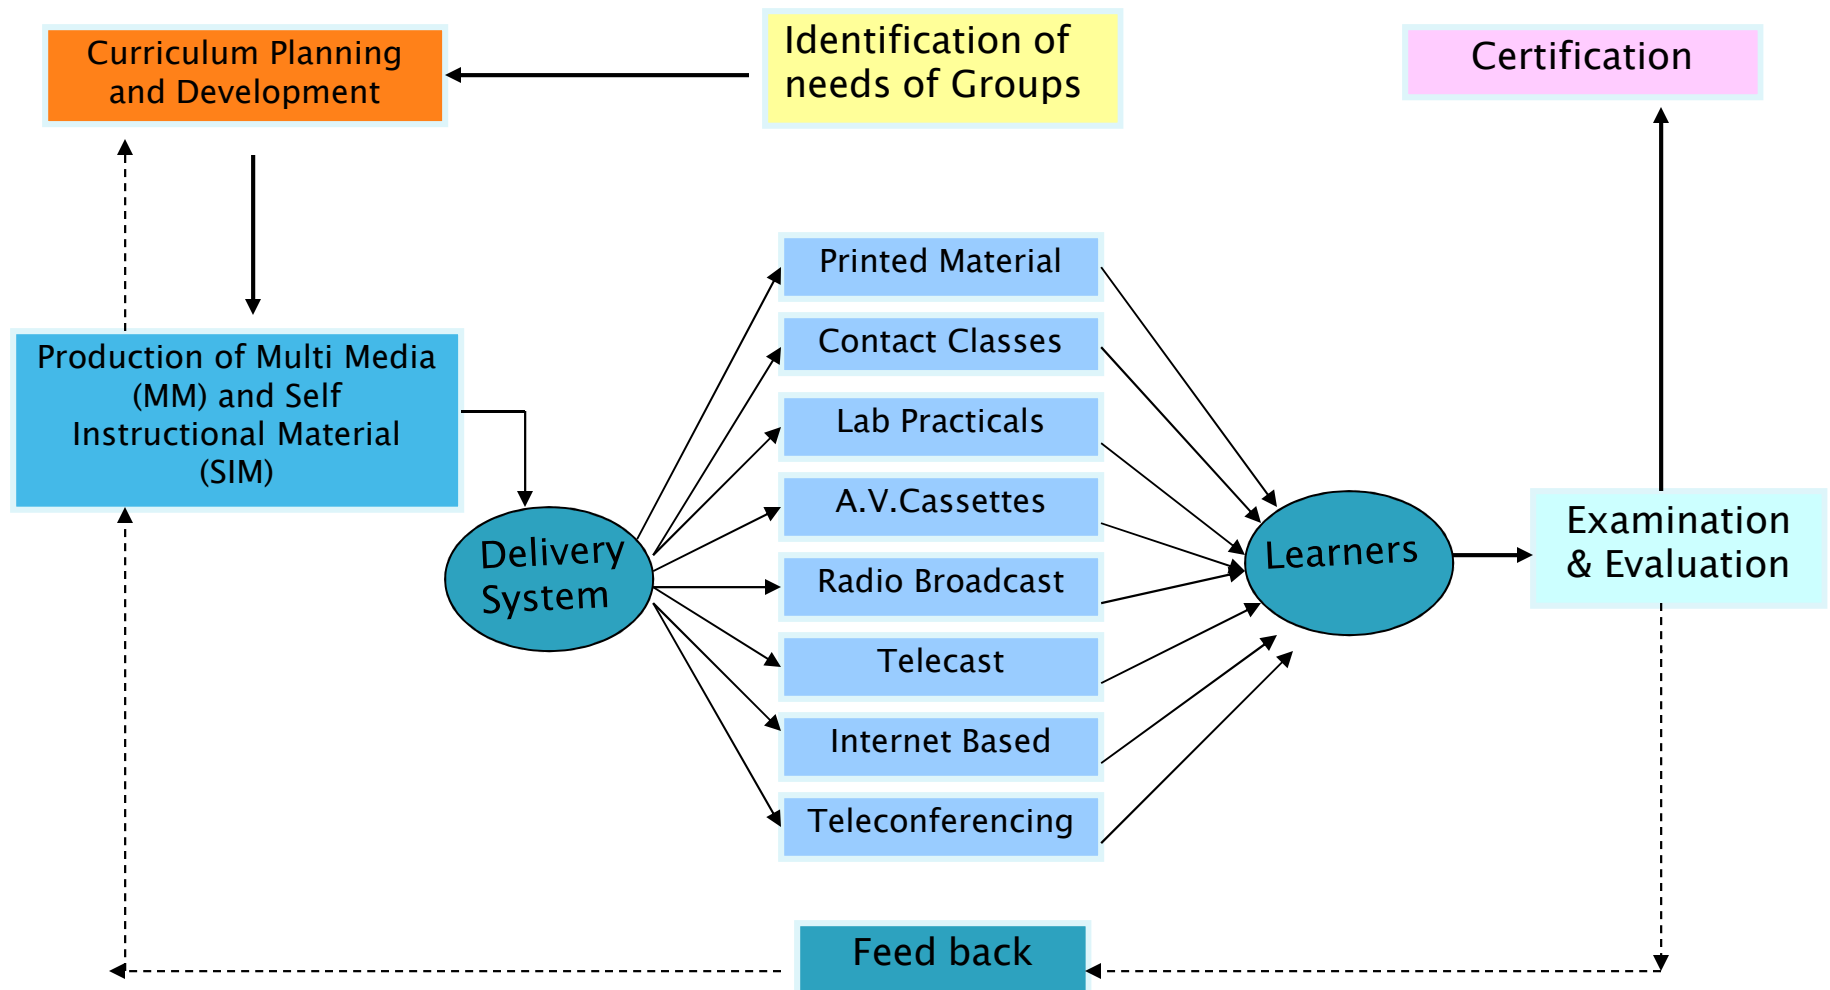 Curriculum Planning
and Development
Identification of
needs of Groups
Certification
Printed Material
Contact Classes
Production of Multi Media
(MM) and Self
Instructional Material
(SIM)
Lab Practicals
A.V.Cassettes
Delivery
System
Radio Broadcast
Telecast
Internet Based
Teleconferencing
Learners
Examination
& Evaluation
Feed back